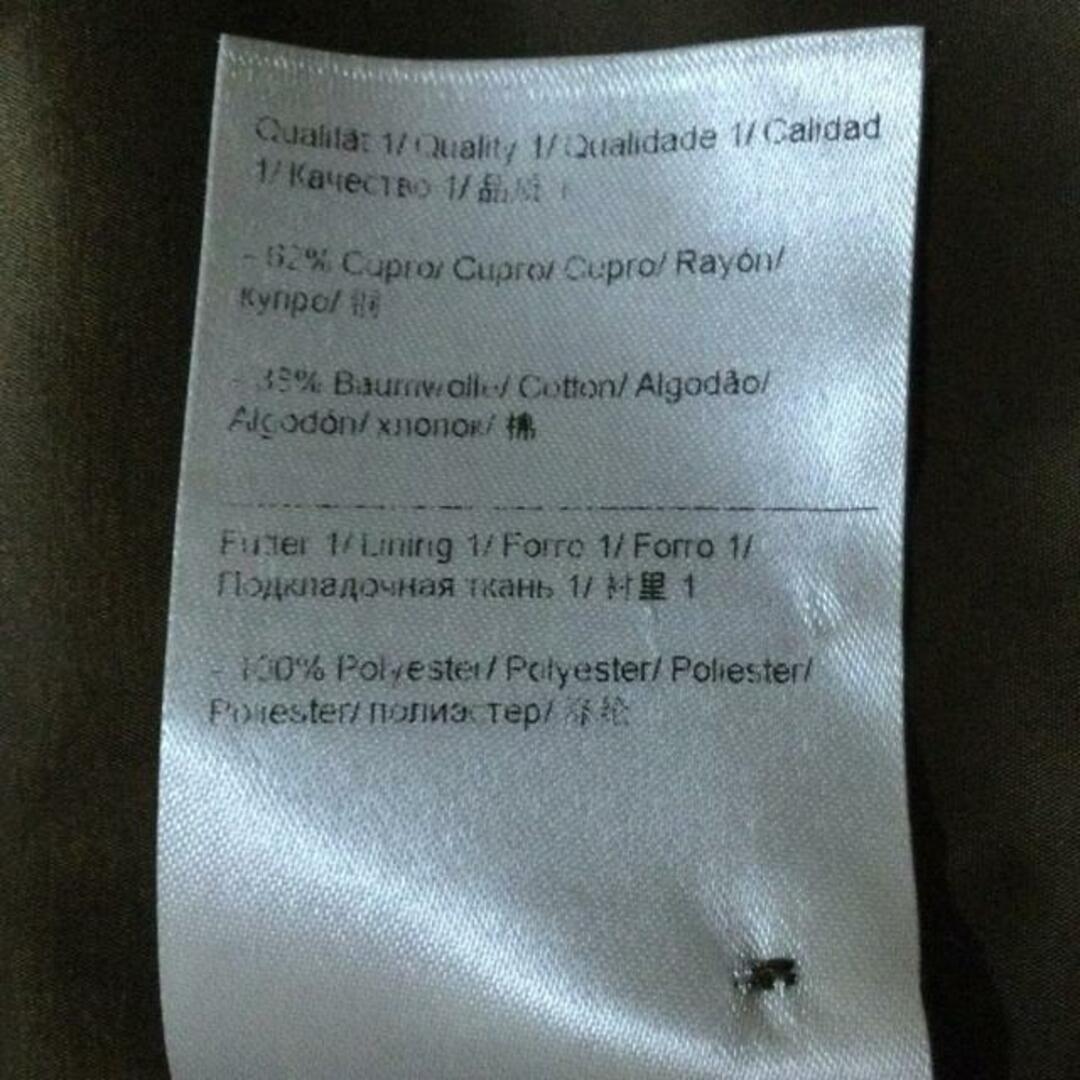 Qualität 1/ Quality 1/ Qualidade 1/ Calidad
1/ Качество 1/ 品质 1
- 62% Cupro/ Cupro/ Cupro/ Rayón/
Купро/
- 38% Baumwolle/ Cotton/ Algodão/
Algodón/ хлопок/ 棉
Futter 1/ Lining 1/ Forro 1/ Forro 1/
Подкладочная ткань 1/ 衬里 1
- 100% Polyester/ Polyester/ Poliester/
Poliester/ полиэстер/ 涤纶